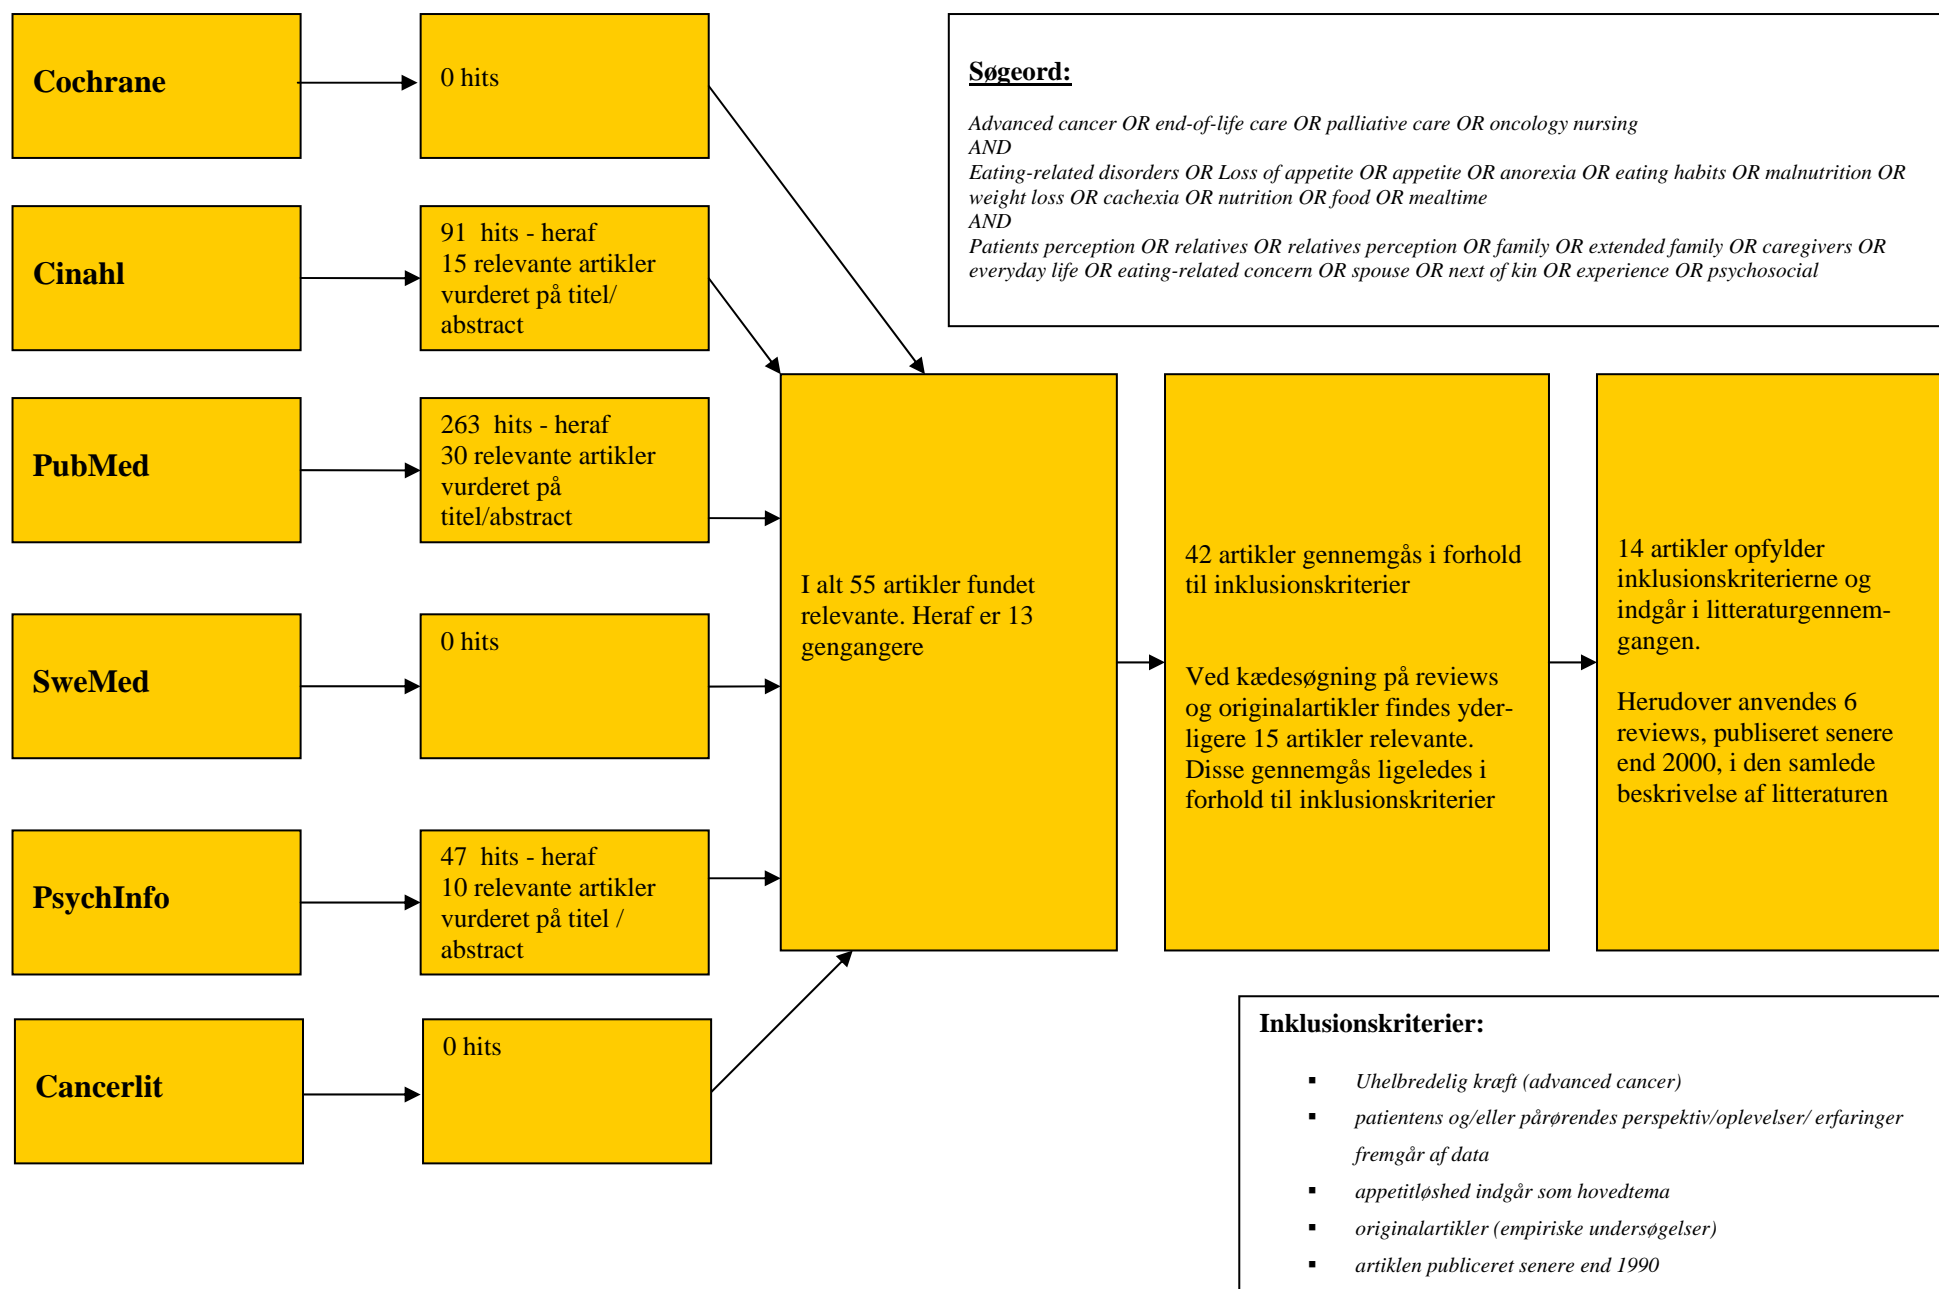 Cochrane
0 hits
Søgeord:
Advanced cancer OR end-of-life care OR palliative care OR oncology nursing
AND
Eating-related disorders OR Loss of appetite OR appetite OR anorexia OR eating habits OR malnutrition OR
weight loss OR cachexia OR nutrition OR food OR mealtime
AND
Patients perception OR relatives OR relatives perception OR family OR extended family OR caregivers OR
everyday life OR eating-related concern OR spouse OR next of kin OR experience OR psychosocial
Cinahl
91 hits - heraf
15 relevante artikler
vurderet på titel/
abstract
PubMed
263 hits - heraf
30 relevante artikler
vurderet på
titel/abstract
SweMed
0 hits
PsychInfo
47 hits - heraf
10 relevante artikler
vurderet på titel /
abstract
Cancerlit
0 hits
I alt 55 artikler fundet
relevante. Heraf er 13
gengangere
42 artikler gennemgås i forhold
til inklusionskriterier
Ved kædesøgning på reviews
og originalartikler findes yder-
ligere 15 artikler relevante.
Disse gennemgås ligeledes i
forhold til inklusionskriterier
14 artikler opfylder
inklusionskriterierne og
indgår i litteraturgennem-
gangen.
Herudover anvendes 6
reviews, publiseret senere
end 2000, i den samlede
beskrivelse af litteraturen
Inklusionskriterier:
▪ Uhelbredelig kræft (advanced cancer)
▪ patientens og/eller pårørendes perspektiv/oplevelser/ erfaringer
fremgår af data
▪ appetitløshed indgår som hovedtema
▪ originalartikler (empiriske undersøgelser)
▪ artiklen publiceret senere end 1990